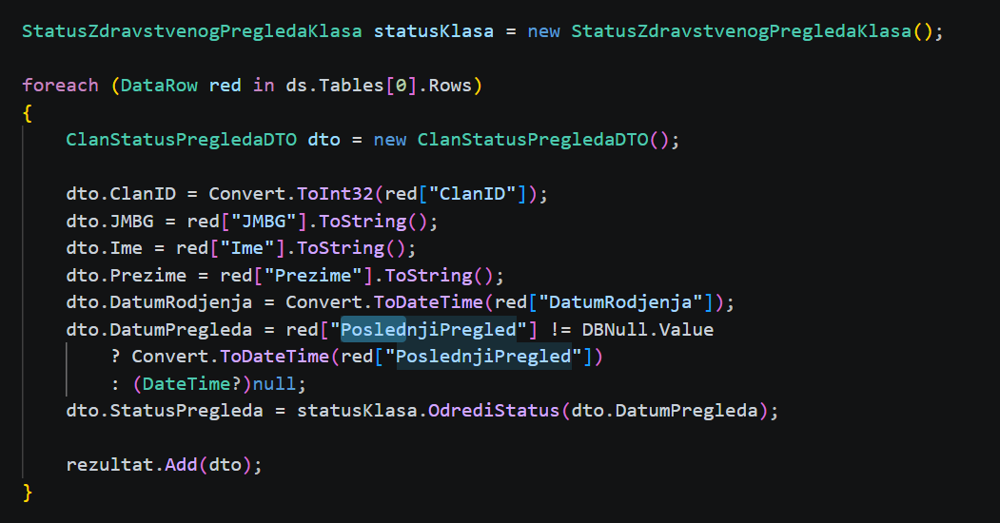 StatusZdravstvenogPregledaKlasa statusKlasa = new StatusZdravstvenogPregledaKlasa();
foreach (DataRow red in ds.Tables[0].Rows)
{
ClanStatusPregledaDTO dto = new ClanStatusPregledaDTO();
dto.ClanID = Convert.ToInt32(red["ClanID"]);
dto.JMBG = red["JMBG"].ToString();
dto.Ime = red["Ime"].ToString();
dto.Prezime = red["Prezime"].ToString();
dto.DatumRodjenja = Convert.ToDateTime(red["DatumRodjenja"]);
dto.DatumPregleda = red["PoslednjiPregled"] != DBNull.Value
? Convert.ToDateTime(red["PoslednjiPregled"])
: (DateTime?)null;
dto.StatusPregleda = statusKlasa.OdrediStatus(dto.DatumPregleda);
rezultat.Add(dto);
}